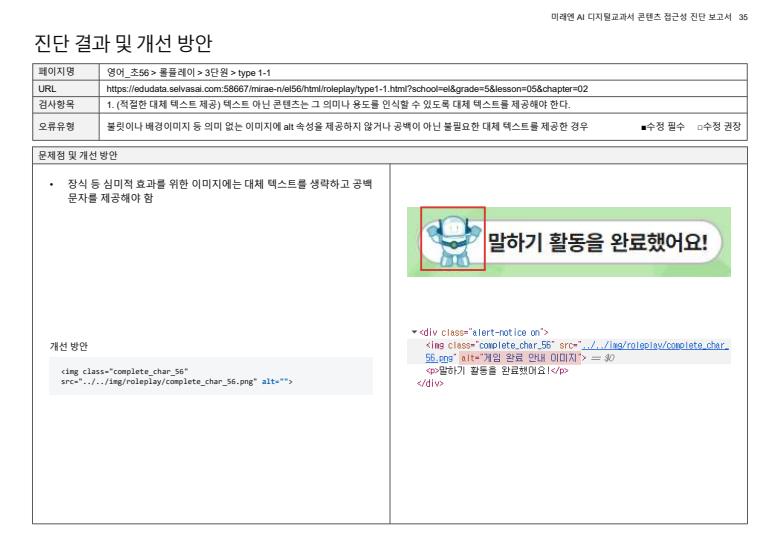 미래엔 AI 디지털교과서 콘텐츠 접근성 진단 보고서 35
진단 결과 및 개선 방안
페이지명 영어_초56 > 롤플레이 > 3단원 > type 1-1
URL https://edudata.selvasai.com:58667/mirae-n/el56/html/roleplay/type1-1.html?school=el&grade=5&lesson=05&chapter=02
검사항목 1. (적절한 대체 텍스트 제공) 텍스트 아닌 콘텐츠는 그 의미나 용도를 인식할 수 있도록 대체 텍스트를 제공해야 한다.
오류유형 불릿이나 배경이미지 등 의미 없는 이미지에 alt 속성을 제공하지 않거나 공백이 아닌 불필요한 대체 텍스트를 제공한 경우 ■수정 필수 □수정 권장
문제점 및 개선 방안
• 장식 등 심미적 효과를 위한 이미지에는 대체 텍스트를 생략하고 공백
문자를 제공해야 함
개선 방안
<img class="complete_char_56"
src="../../img/roleplay/complete_char_56.png" alt="">
말하기 활동을 완료했어요!
▼<div class="alert-notice on">
<img class="complete_char_56" src="../../img/roleplay/complete_char_
56.png" alt="게임 완료 안내 이미지"> == $0
<p>말하기 활동을 완료했어요!</p>
</div>